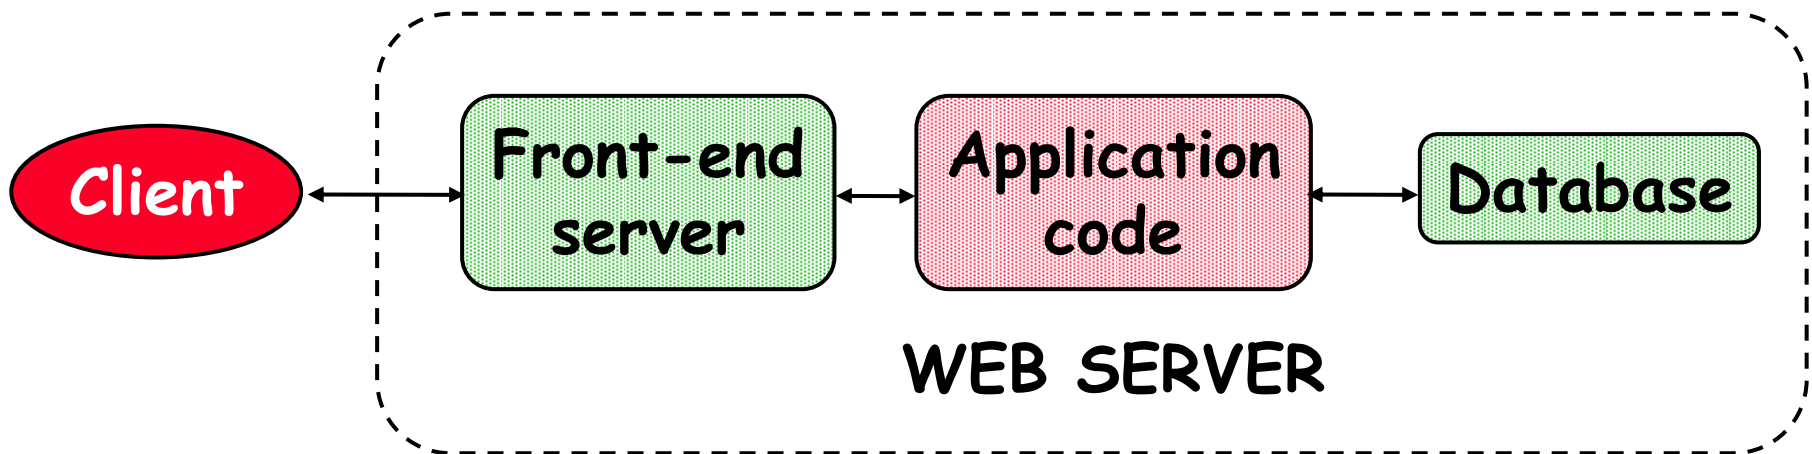 Client
Front-end
server
Application
code
Database
WEB SERVER